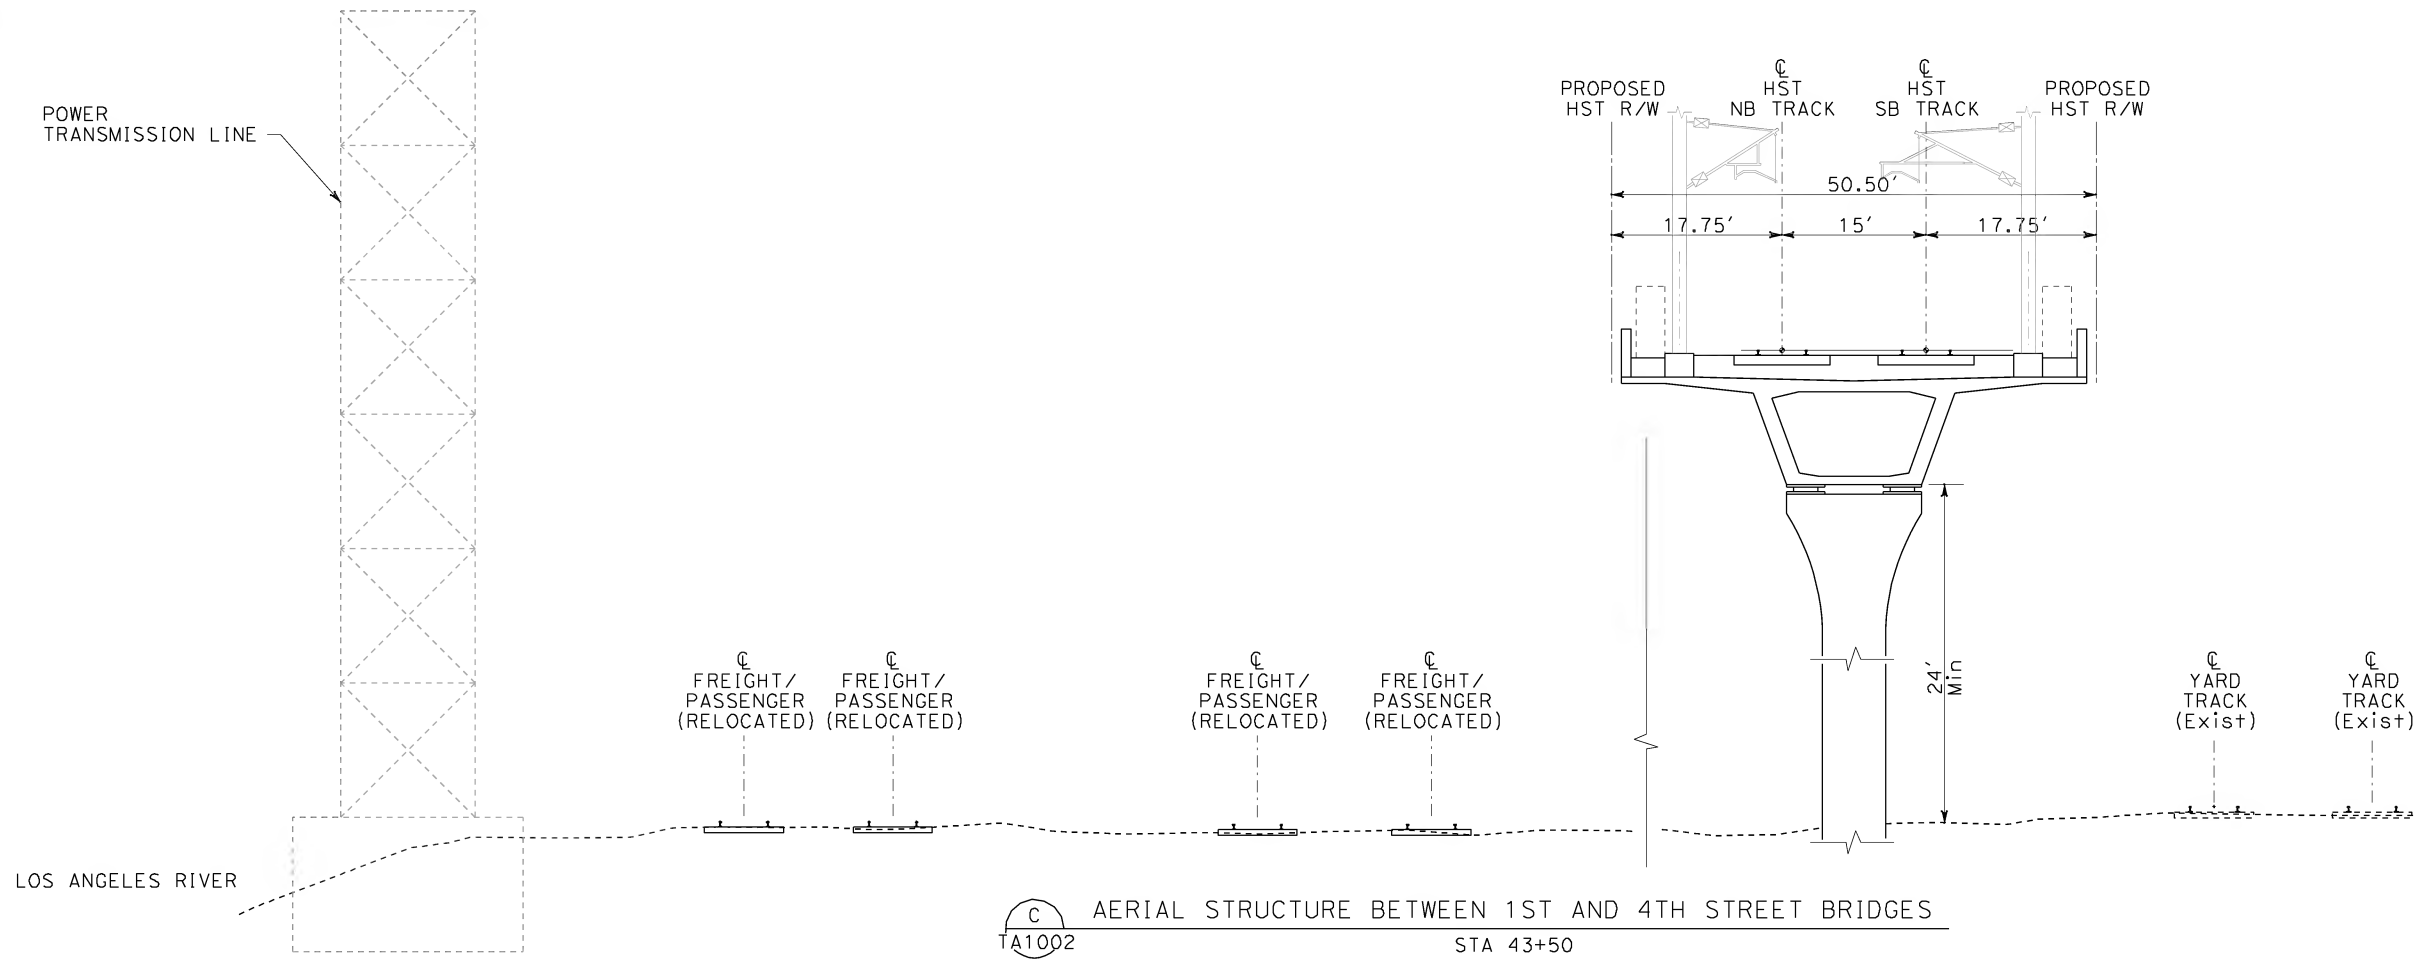 POWER
TRANSMISSION LINE
LOS ANGELES RIVER
℄
FREIGHT/
PASSENGER
(RELOCATED)
℄
FREIGHT/
PASSENGER
(RELOCATED)
℄
FREIGHT/
PASSENGER
(RELOCATED)
℄
FREIGHT/
PASSENGER
(RELOCATED)
PROPOSED
HST R/W
℄
HST
NB TRACK
℄
HST
SB TRACK
PROPOSED
HST R/W
50.50'
17.75'
15'
17.75'
24'
Min
℄
YARD
TRACK
(Exist)
℄
YARD
TRACK
(Exist)
C
TA1002
AERIAL STRUCTURE BETWEEN 1ST AND 4TH STREET BRIDGES
STA 43+50